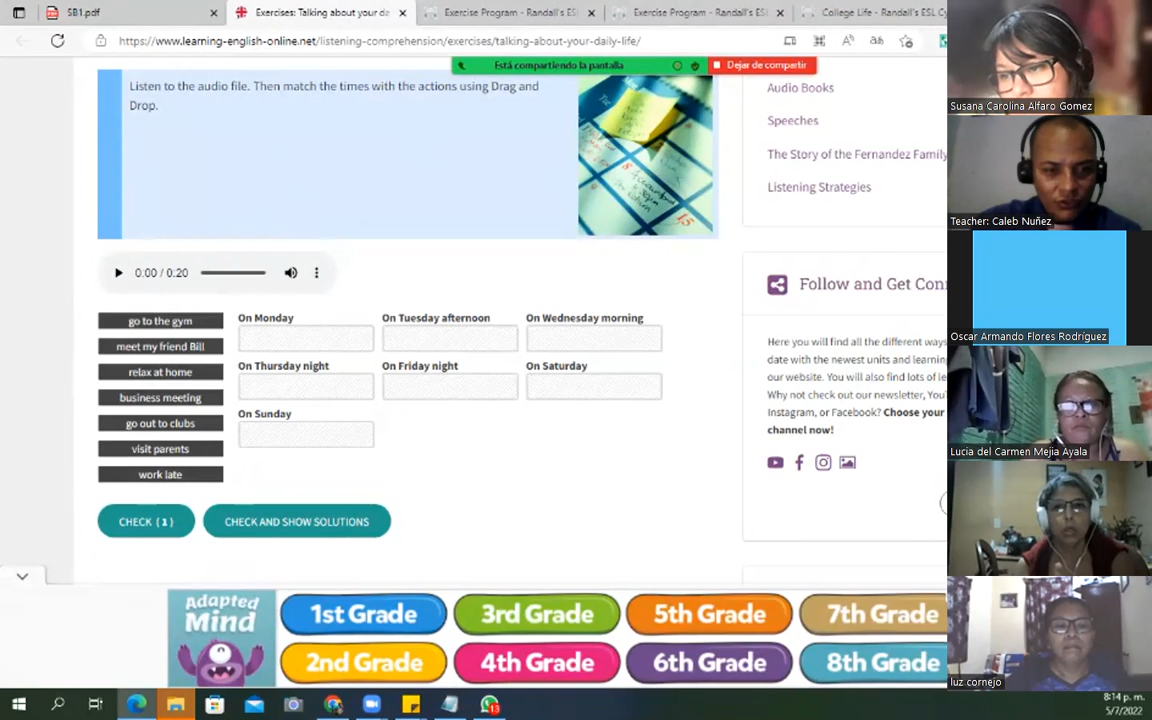 SB1.pdf
Exercises: Talking about your da
Exercise Program - Randall's ESL
Exercise Program - Randall's ESL
College Life - Randall's ESL Cy
https://www.learning-english-online.net/listening-comprehension/exercises/talking-about-your-daily-life/
Está compartiendo la pantalla
Dejar de compartir
Listen to the audio file. Then match the times with the actions using Drag and
Drop.
Audio Books
Speeches
The Story of the Fernandez Family
Listening Strategies
0:00 / 0:20
go to the gym
meet my friend Bill
relax at home
business meeting
go out to clubs
visit parents
work late
On Monday
On Tuesday afternoon
On Wednesday morning
On Thursday night
On Friday night
On Saturday
On Sunday
CHECK ( 1 )
CHECK AND SHOW SOLUTIONS
Follow and Get Con
Here you will find all the different ways
date with the newest units and learning
our website. You will also find lots of le
Why not check out our newsletter, You
Instagram, or Facebook? Choose your
channel now!
Adapted
Mind
1st Grade
3rd Grade
5th Grade
7th Grade
2nd Grade
4th Grade
6th Grade
8th Grade
Susana Carolina Alfaro Gomez
Teacher: Caleb Nuñez
Oscar Armando Flores Rodríguez
Lucia del Carmen Mejia Ayala
luz cornejo
13
8:14 p. m.
5/7/2022